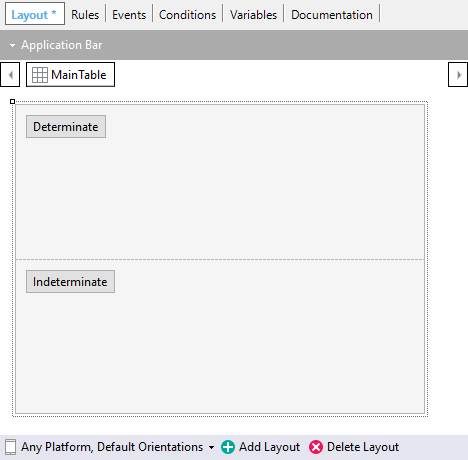 Layout * Rules Events Conditions Variables Documentation
Application Bar
MainTable
Determinate
Indeterminate
Any Platform, Default Orientations Add Layout Delete Layout